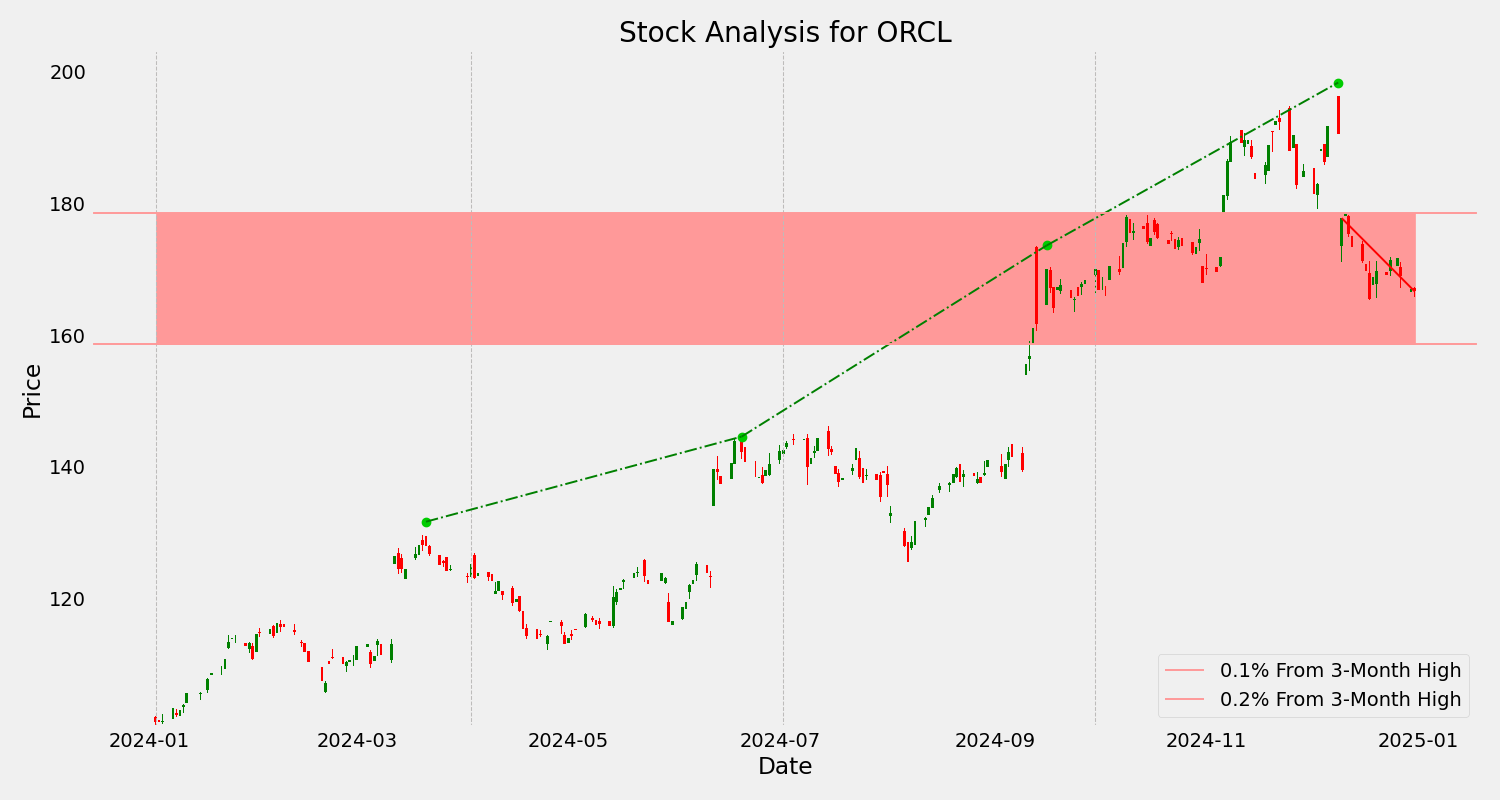 Stock Analysis for ORCL
200
180
160
140
120
Price
2024-01
2024-03
2024-05
2024-07
2024-09
2024-11
2025-01
Date
0.1% From 3-Month High
0.2% From 3-Month High